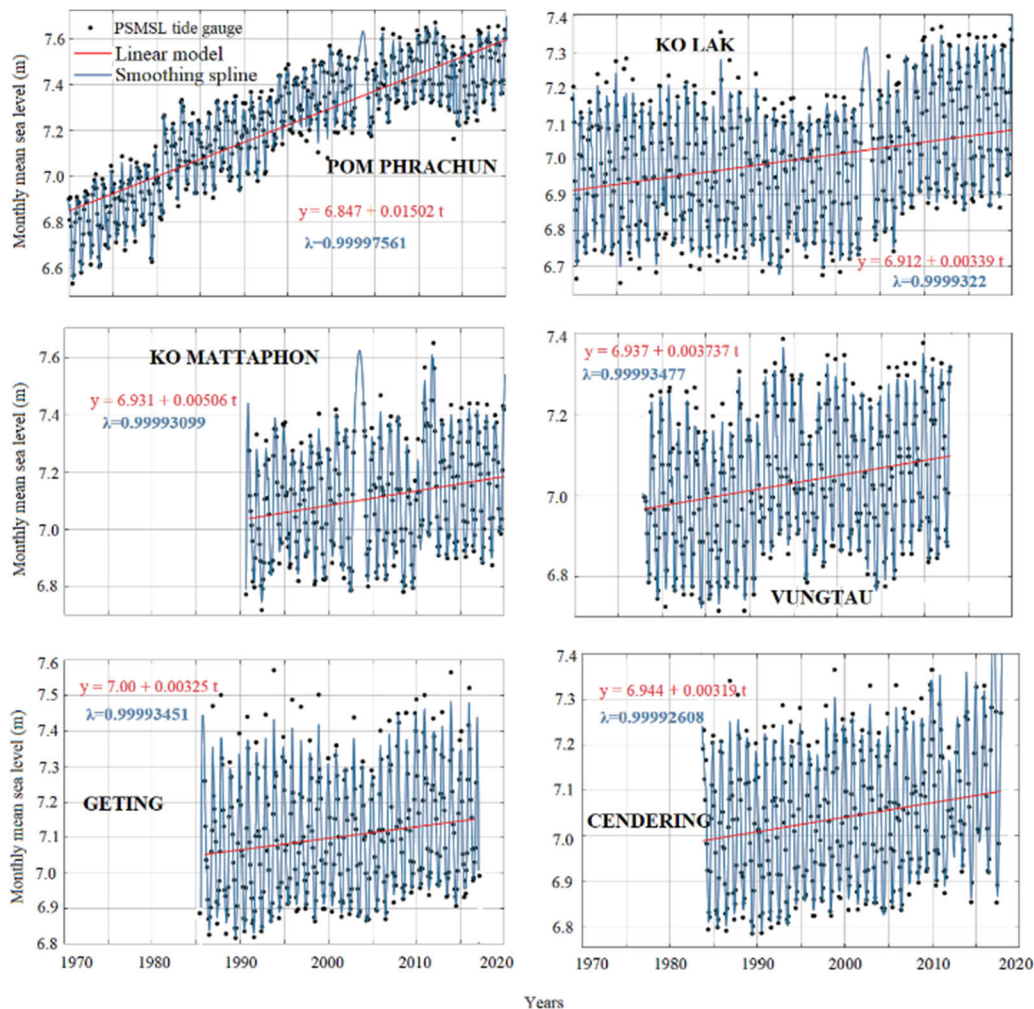 PSMSL tide gauge
Linear model
Smoothing spline
Monthly mean sea level (m)
7.6
7.4
7.2
7.0
6.8
6.6
POM PHRACHUN
y = 6.847 + 0.01502 t
λ=0.99997561
7.4
7.3
7.2
7.1
7.0
6.9
6.8
6.7
KO LAK
y = 6.912 + 0.00339 t
λ=0.9999322
Monthly mean sea level (m)
7.6
7.4
7.2
7.0
6.8
KO MATTAPHON
y = 6.931 + 0.00506 t
λ=0.99993099
7.4
7.2
7.0
6.8
y = 6.937 + 0.003737 t
λ=0.99993477
VUNGTAU
Monthly mean sea level (m)
7.6
7.5
7.4
7.3
7.2
7.1
7.0
6.9
6.8
y = 7.00 + 0.00325 t
λ=0.99993451
GETING
1970 1980 1990 2000 2010 2020
7.4
7.3
7.2
7.1
7.0
6.9
6.8
y = 6.944 + 0.00319 t
λ=0.99992608
CENDERING
1970 1980 1990 2000 2010 2020
Years